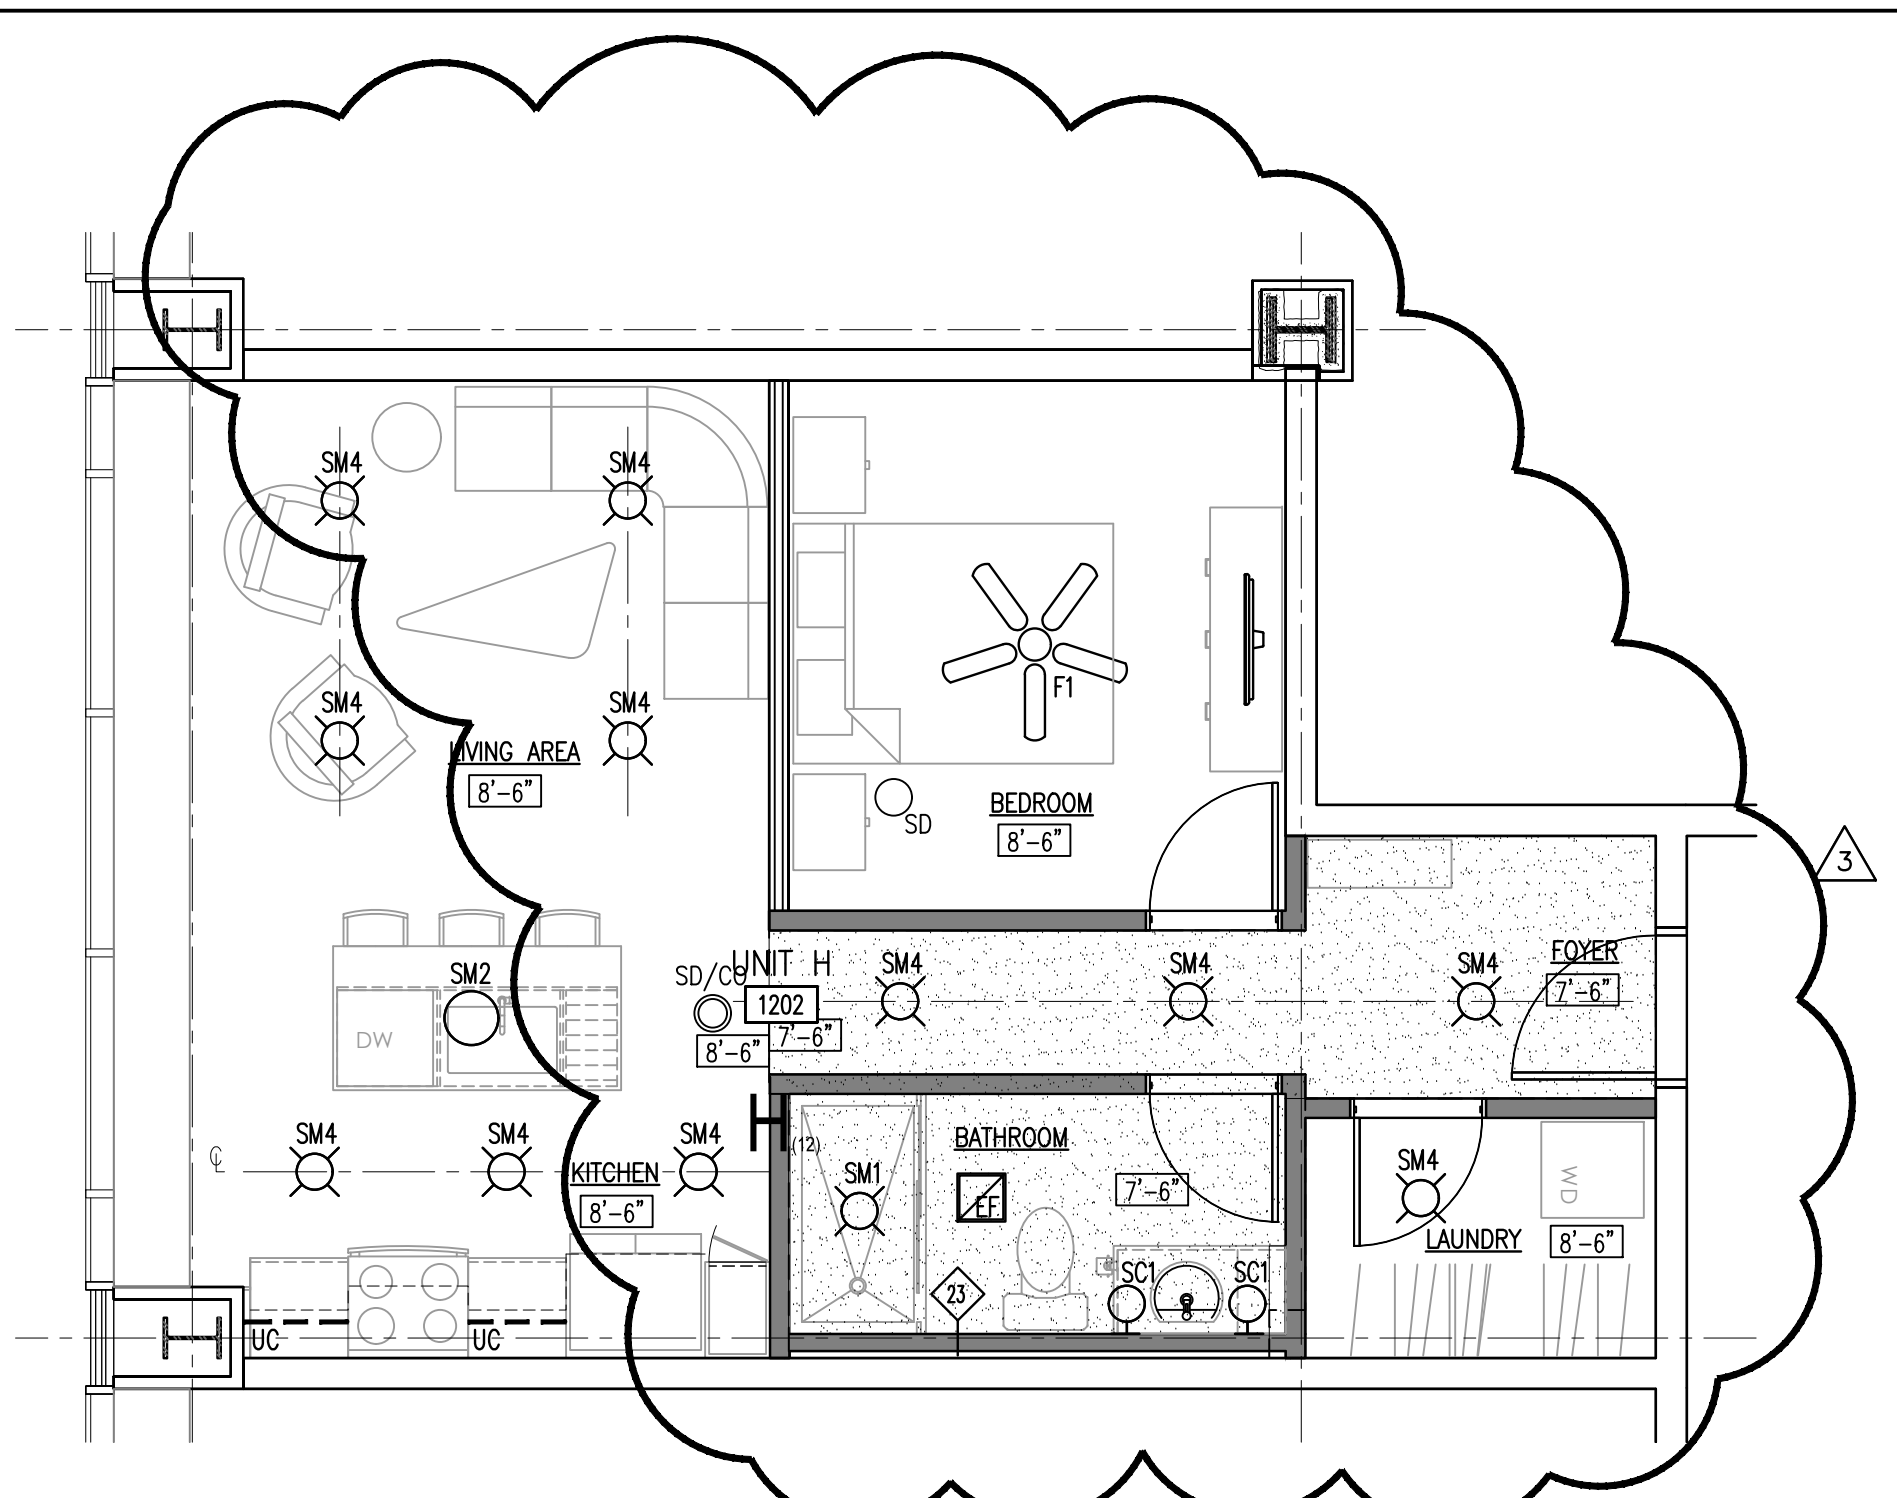 SM4
SM4
SM4
SM4
LIVING AREA
8'-6"
F1
SD
BEDROOM
8'-6"
3
SM2
DW
SD/CO
UNIT H
1202
8'-6"
7'-6"
SM4
SM4
SM4
FOYER
7'-6"
℄
SM4
SM4
SM4
KITCHEN
8'-6"
(12)
BATHROOM
SM1
EF
7'-6"
SM4
WD
LAUNDRY
8'-6"
23
SC1
SC1
UC
UC